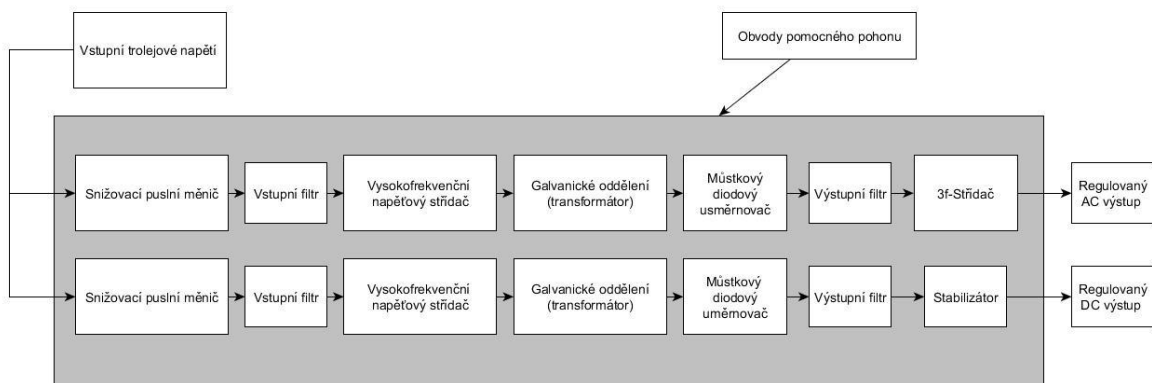 Vstupní trolejové napětí
Obvody pomocného pohonu
Snižovací puslní měnič
Vstupní filtr
Vysokofrekvenční
napěťový střídač
Galvanické oddělení
(transformátor)
Můstkový
diodový
usměrnovač
Výstupní filtr
3f-Střídač
Regulovaný
AC výstup
Snižovací puslní měnič
Vstupní filtr
Vysokofrekvenční
napěťový střídač
Galvanické oddělení
(transformátor)
Můstkový
diodový
uměrnovač
Výstupní filtr
Stabilizátor
Regulovaný
DC výstup